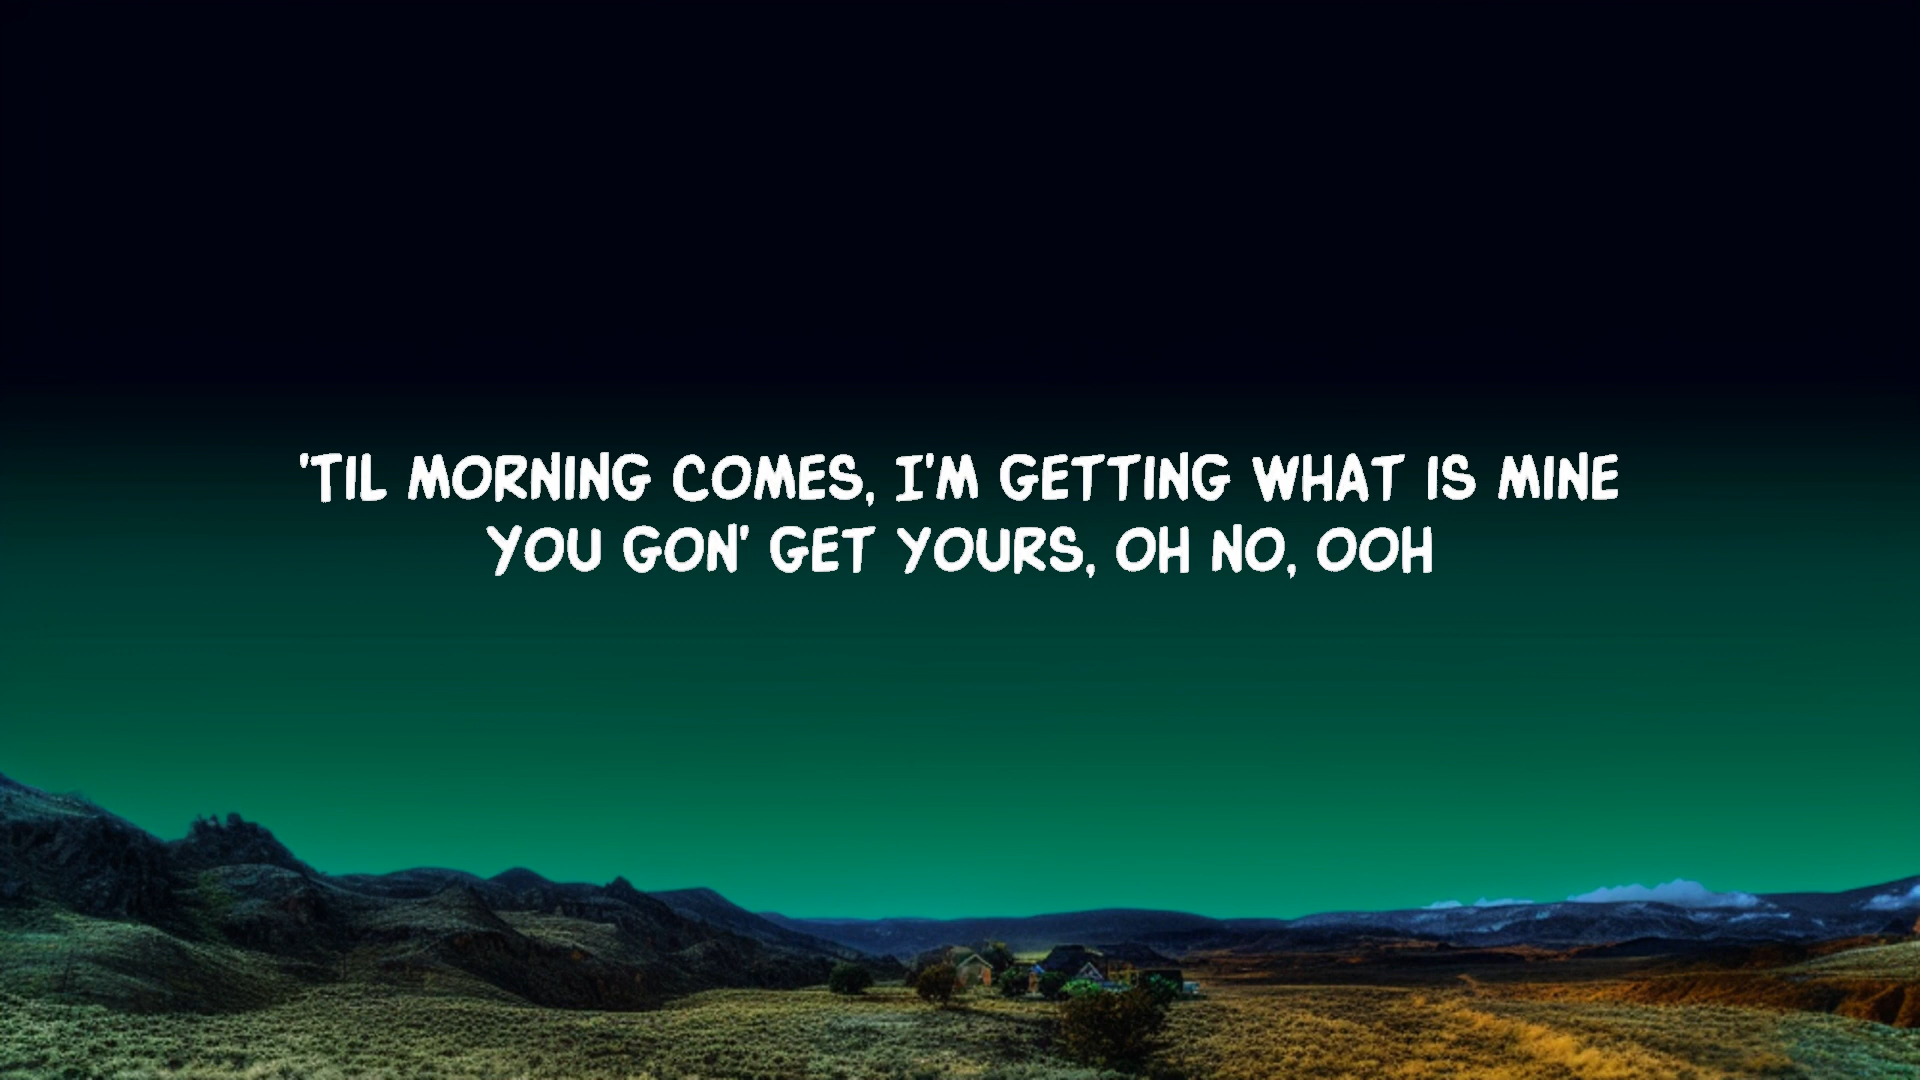 'TIL MORNING COMES, I'M GETTING WHAT IS MINE
YOU GON' GET YOURS, OH NO, OOH